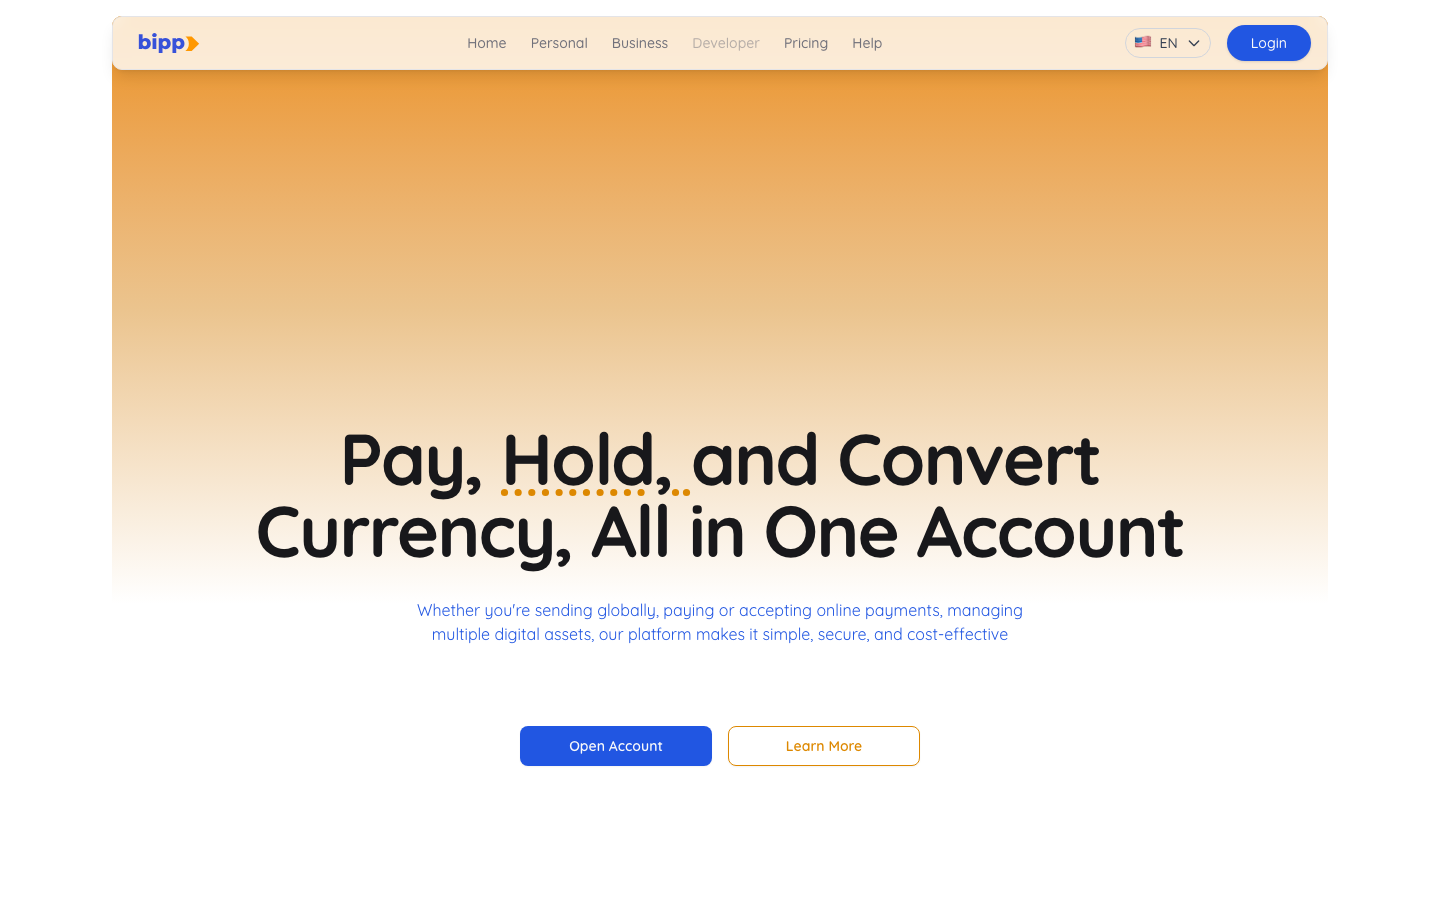 bipp
Home
Personal
Business
Developer
Pricing
Help
EN
Login
Pay, Hold, and Convert
Currency, All in One Account
Whether you're sending globally, paying or accepting online payments, managing
multiple digital assets, our platform makes it simple, secure, and cost-effective
Open Account
Learn More